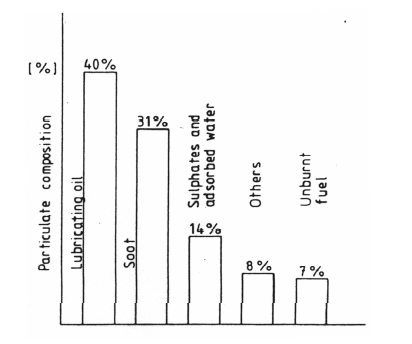 [%]
Particulate composition
40%
Lubricating oil
31%
Soot
14%
Sulphates and
adsorbed water
8%
Others
7%
Unburnt
fuel